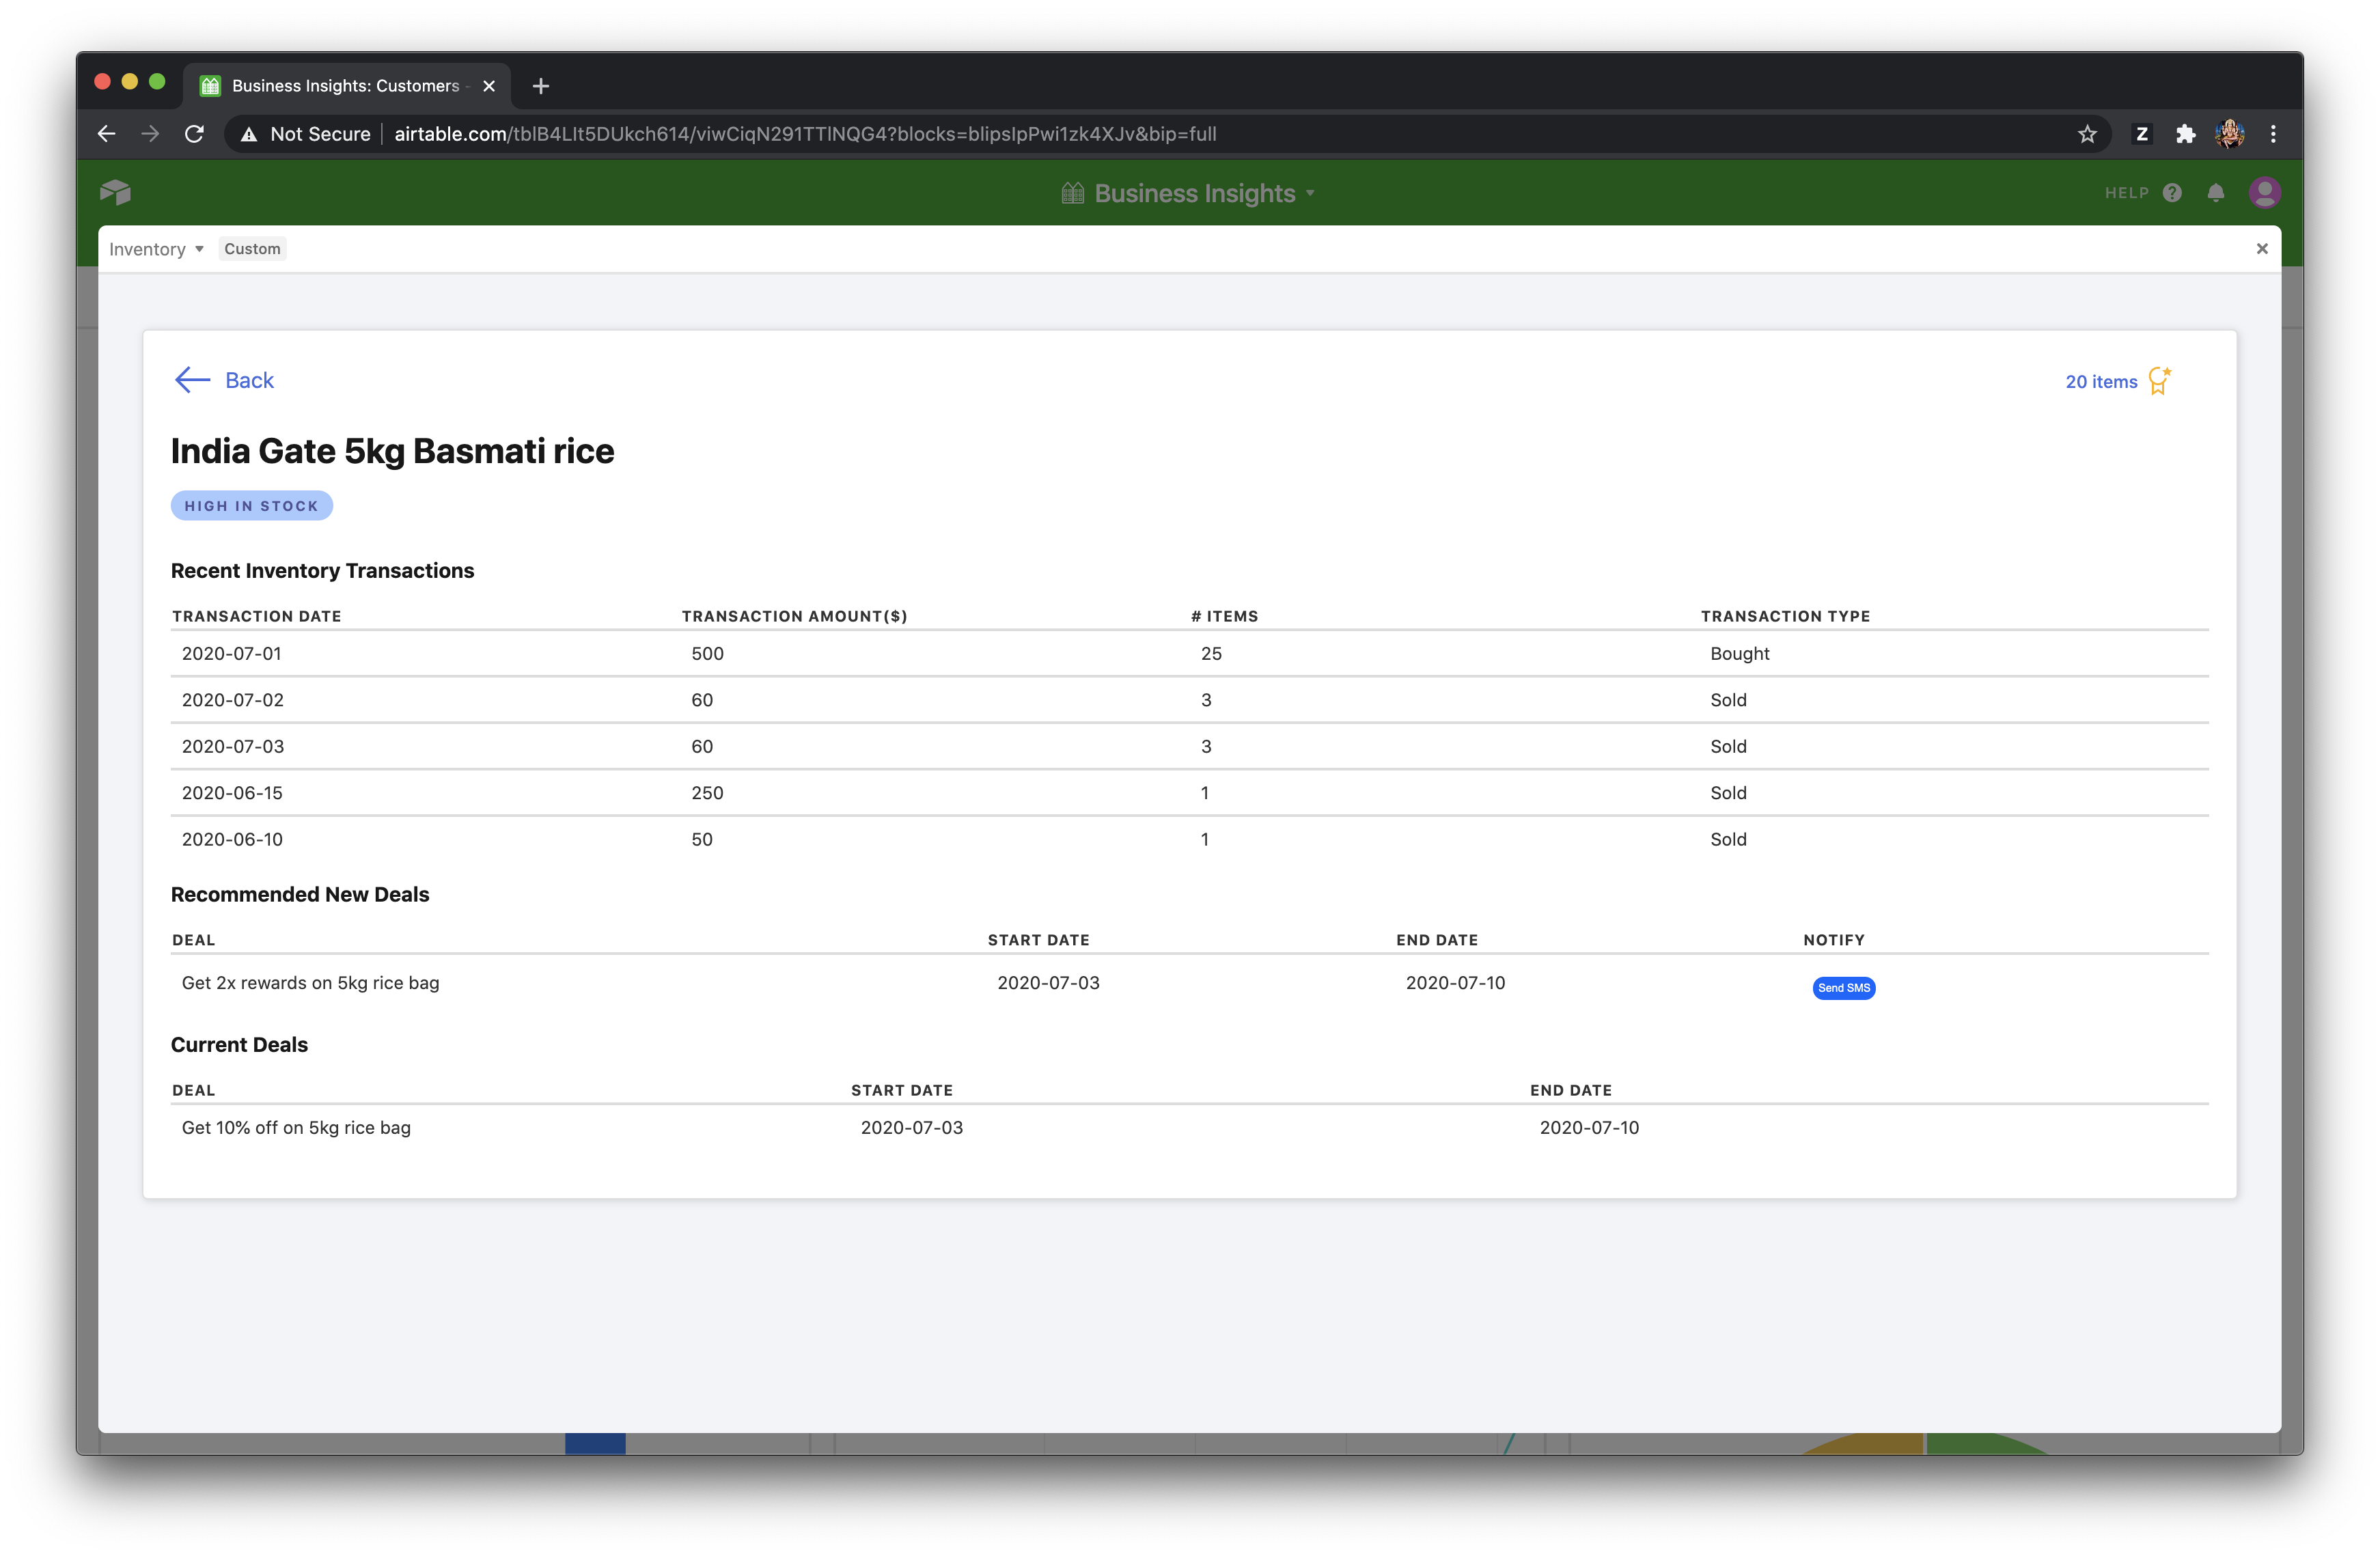 Business Insights: Customers -
Not Secure airtable.com/tblB4LIt5DUkch614/viwCiqN291TTlNQG4?blocks=blipsIpPwi1zk4XJv&bip=full
Z
Business Insights
HELP
Inventory Custom
Back
20 items
India Gate 5kg Basmati rice
HIGH IN STOCK
Recent Inventory Transactions
TRANSACTION DATE TRANSACTION AMOUNT($) # ITEMS TRANSACTION TYPE
2020-07-01 500 25 Bought
2020-07-02 60 3 Sold
2020-07-03 60 3 Sold
2020-06-15 250 1 Sold
2020-06-10 50 1 Sold
Recommended New Deals
DEAL START DATE END DATE NOTIFY
Get 2x rewards on 5kg rice bag 2020-07-03 2020-07-10 Send SMS
Current Deals
DEAL START DATE END DATE
Get 10% off on 5kg rice bag 2020-07-03 2020-07-10